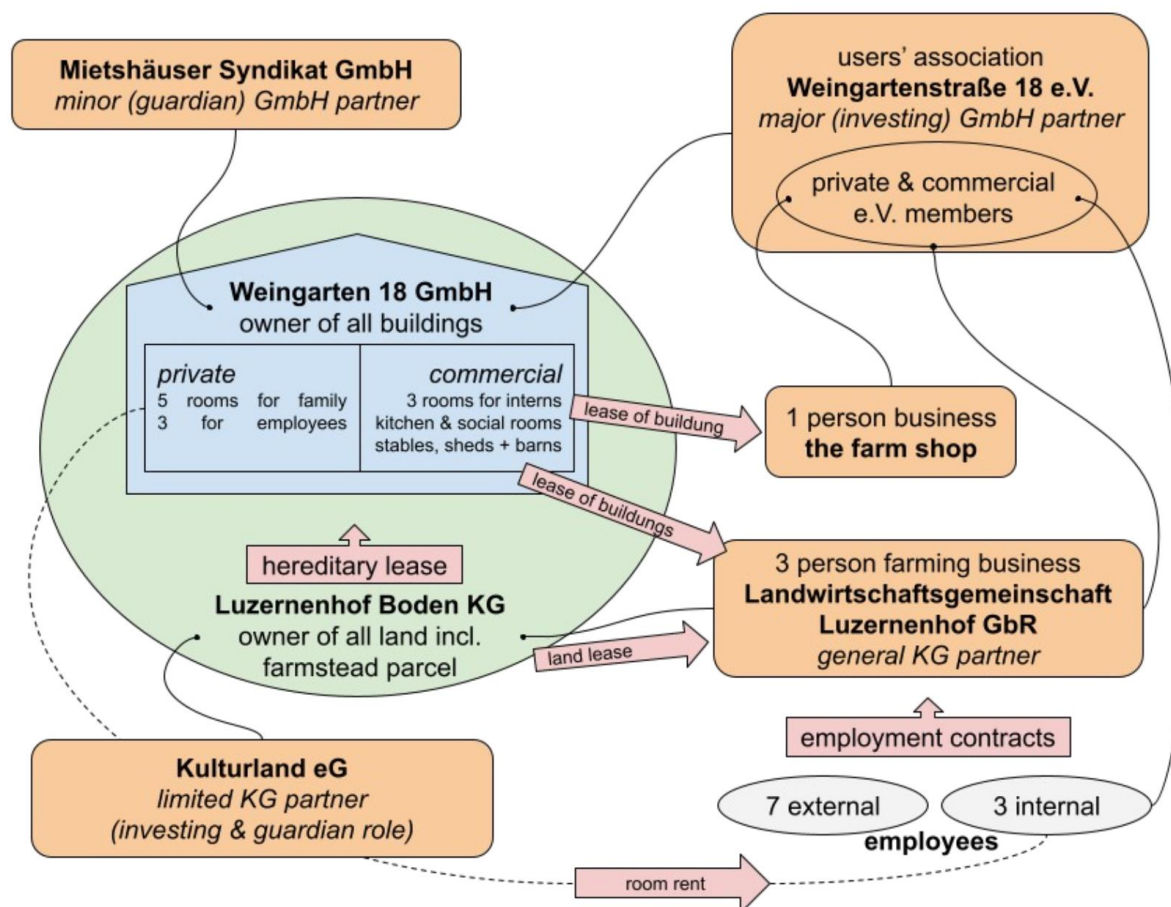 Mietshäuser Syndikat GmbH
minor (guardian) GmbH partner
users' association
Weingartenstraße 18 e.V.
major (investing) GmbH partner
private & commercial
e.V. members
Weingarten 18 GmbH
owner of all buildings
private
5 rooms for family
3 for employees
commercial
3 rooms for interns
kitchen & social rooms
stables, sheds + barns
lease of buildung
1 person business
the farm shop
lease of buildings
hereditary lease
Luzernenhof Boden KG
owner of all land incl.
farmstead parcel
land lease
3 person farming business
Landwirtschaftsgemeinschaft
Luzernenhof GbR
general KG partner
employment contracts
Kulturland eG
limited KG partner
(investing & guardian role)
7 external
3 internal
employees
room rent